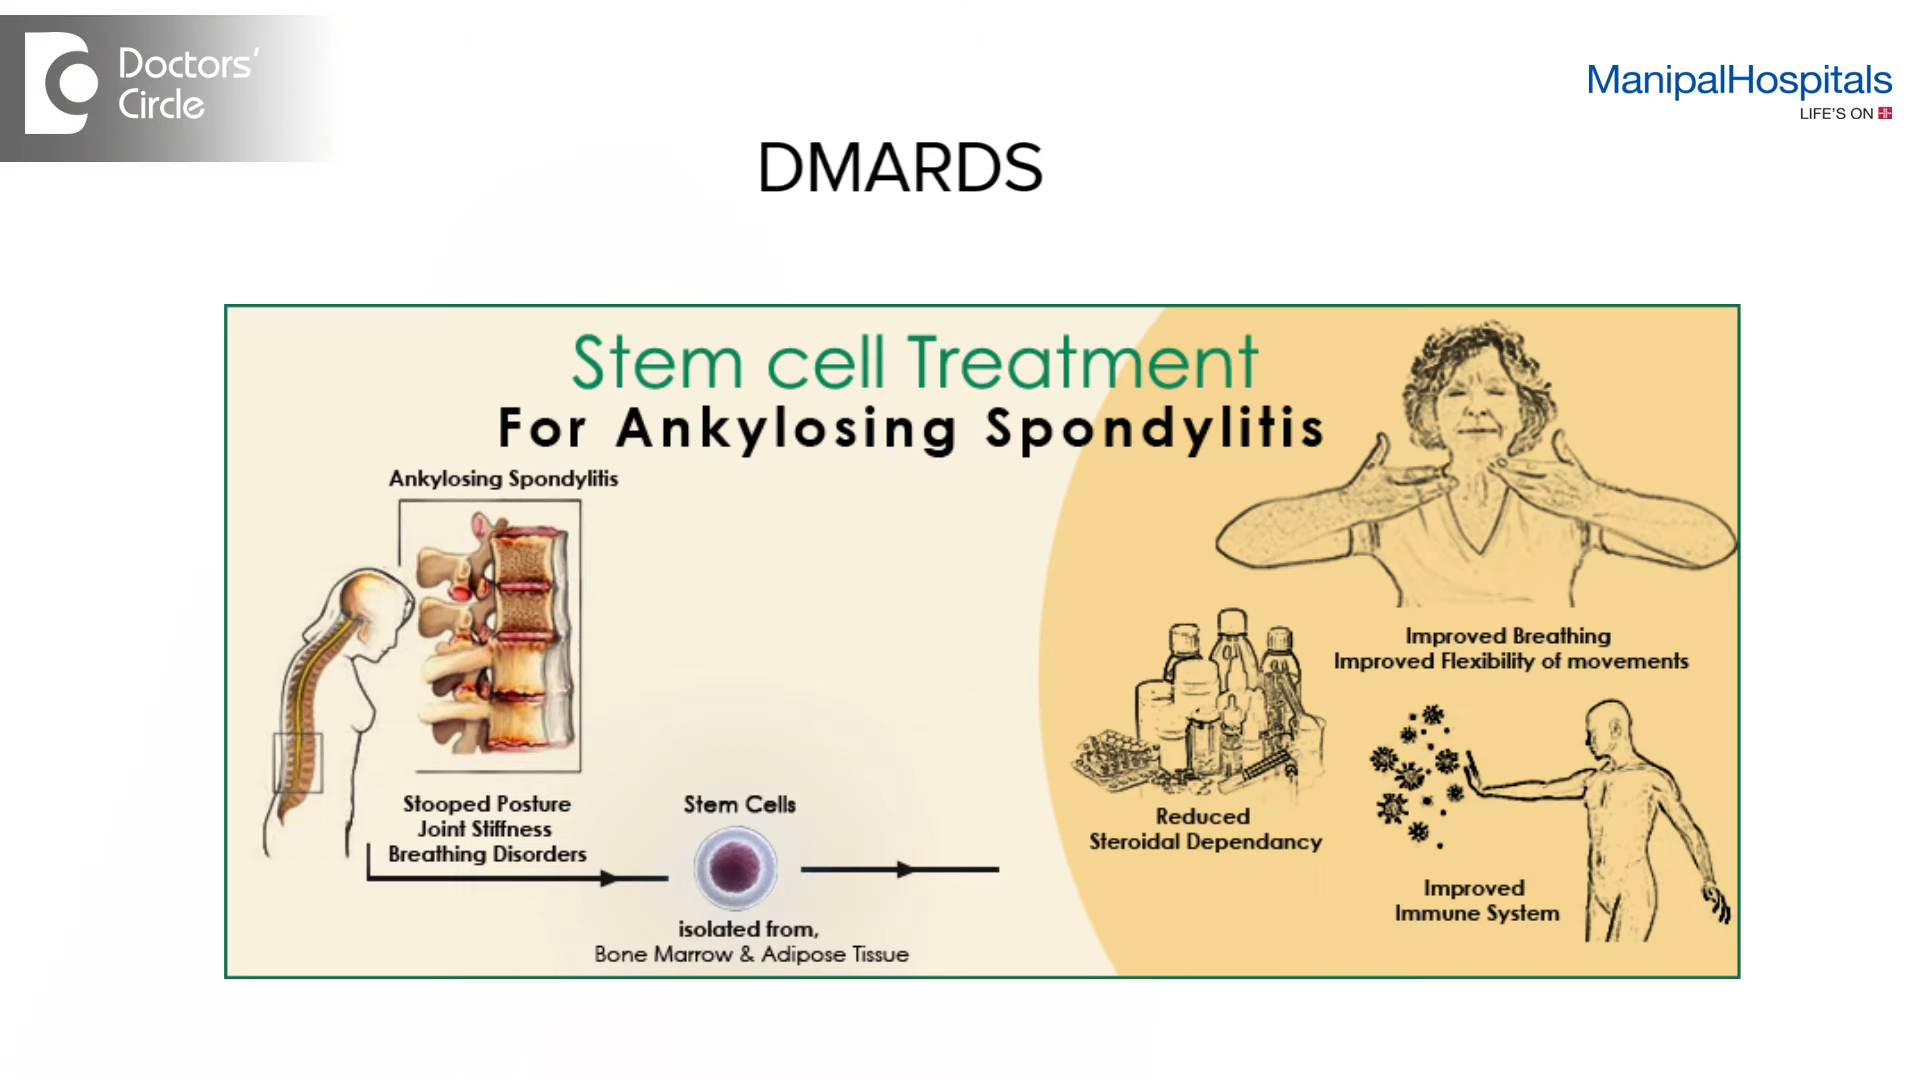 Doctors'
Circle
ManipalHospitals
LIFE'S ON
DMARDS
Stem cell Treatment
For Ankylosing Spondylitis
Ankylosing Spondylitis
Stooped Posture
Joint Stiffness
Breathing Disorders
Stem Cells
isolated from,
Bone Marrow & Adipose Tissue
Improved Breathing
Improved Flexibility of movements
Reduced
Steroidal Dependancy
Improved
Immune System